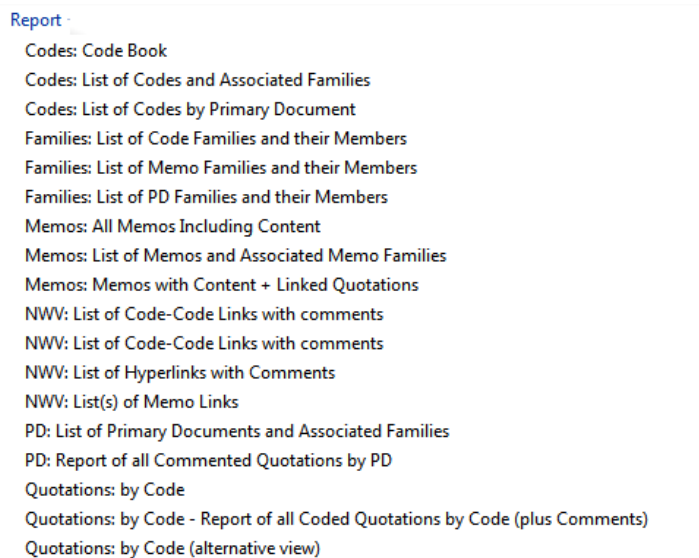 Report
Codes: Code Book
Codes: List of Codes and Associated Families
Codes: List of Codes by Primary Document
Families: List of Code Families and their Members
Families: List of Memo Families and their Members
Families: List of PD Families and their Members
Memos: All Memos Including Content
Memos: List of Memos and Associated Memo Families
Memos: Memos with Content + Linked Quotations
NWV: List of Code-Code Links with comments
NWV: List of Code-Code Links with comments
NWV: List of Hyperlinks with Comments
NWV: List(s) of Memo Links
PD: List of Primary Documents and Associated Families
PD: Report of all Commented Quotations by PD
Quotations: by Code
Quotations: by Code - Report of all Coded Quotations by Code (plus Comments)
Quotations: by Code (alternative view)